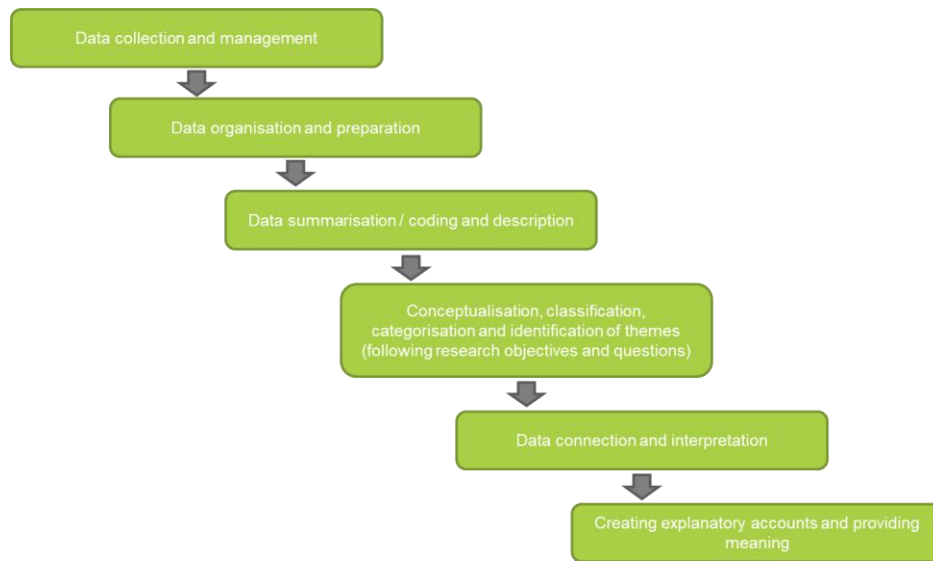 Data collection and management
Data organisation and preparation
Data summarisation / coding and description
Conceptualisation, classification,
categorisation and identification of themes
(following research objectives and questions)
Data connection and interpretation
Creating explanatory accounts and providing
meaning